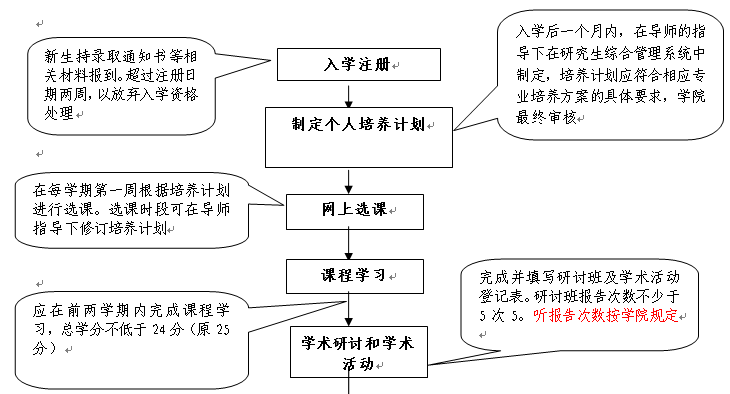 新生持录取通知书等相
关材料报到。超过注册日
期两周，以放弃入学资格
处理
入学注册
入学后一个月内，在导师的指
导下在研究生综合管理系统中
制定，培养计划应符合相应专
业培养方案的具体要求，学院
最终审核
制定个人培养计划
在每学期第一周根据培养计划
进行选课。选课时段可在导师
指导下修订培养计划
网上选课
课程学习
应在前两学期内完成课程学
习，总学分不低于24分（原25
分）
完成并填写研讨班及学术活动
登记表。研讨班报告次数不少于
5次5。听报告次数按学院规定
学术研讨和学术
活动